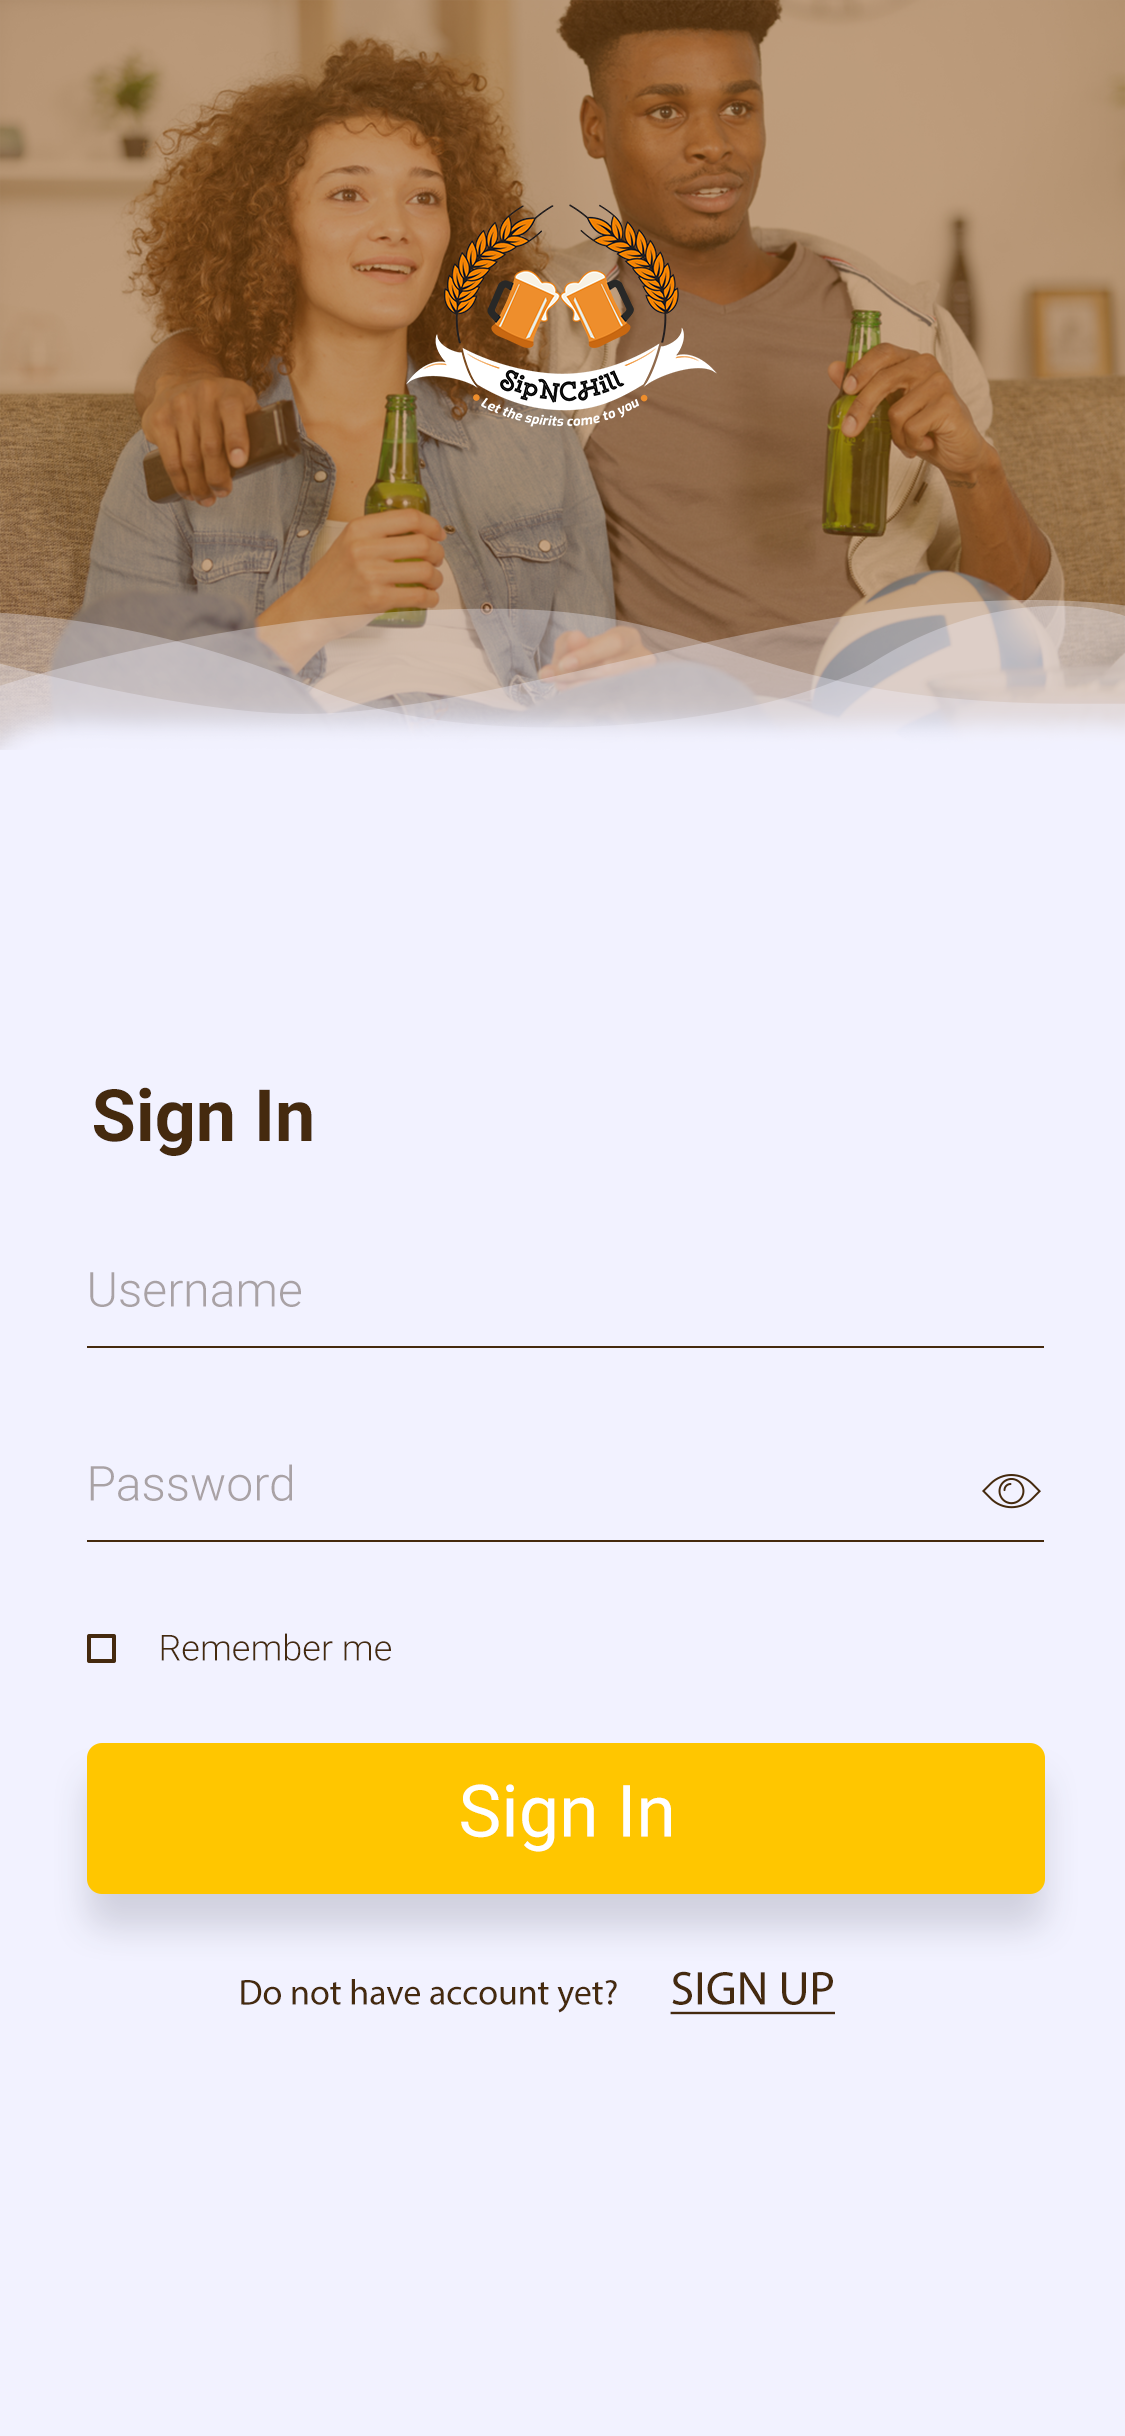 SipNCHill
Let the spirits come to you
Sign In
Username
Password
Remember me
Sign In
Do not have account yet? SIGN UP